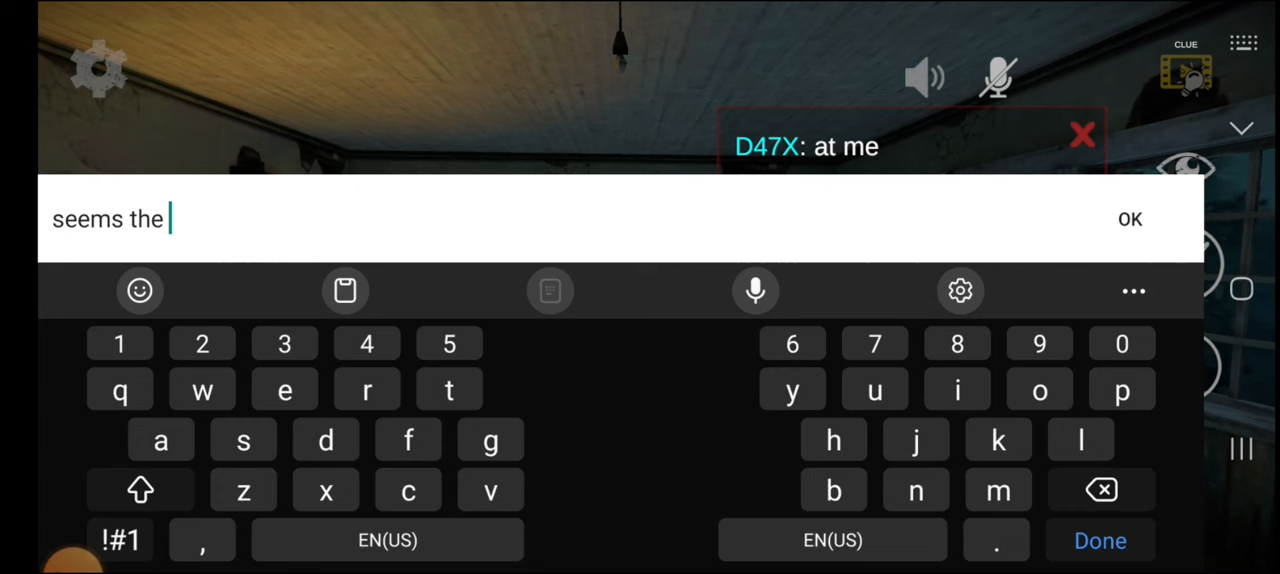 CLUE
D47X: at me
seems the
OK
1 2 3 4 5 6 7 8 9 0
q w e r t y u i o p
a s d f g h j k l
z x c v b n m
!#1 , EN(US) EN(US) . Done